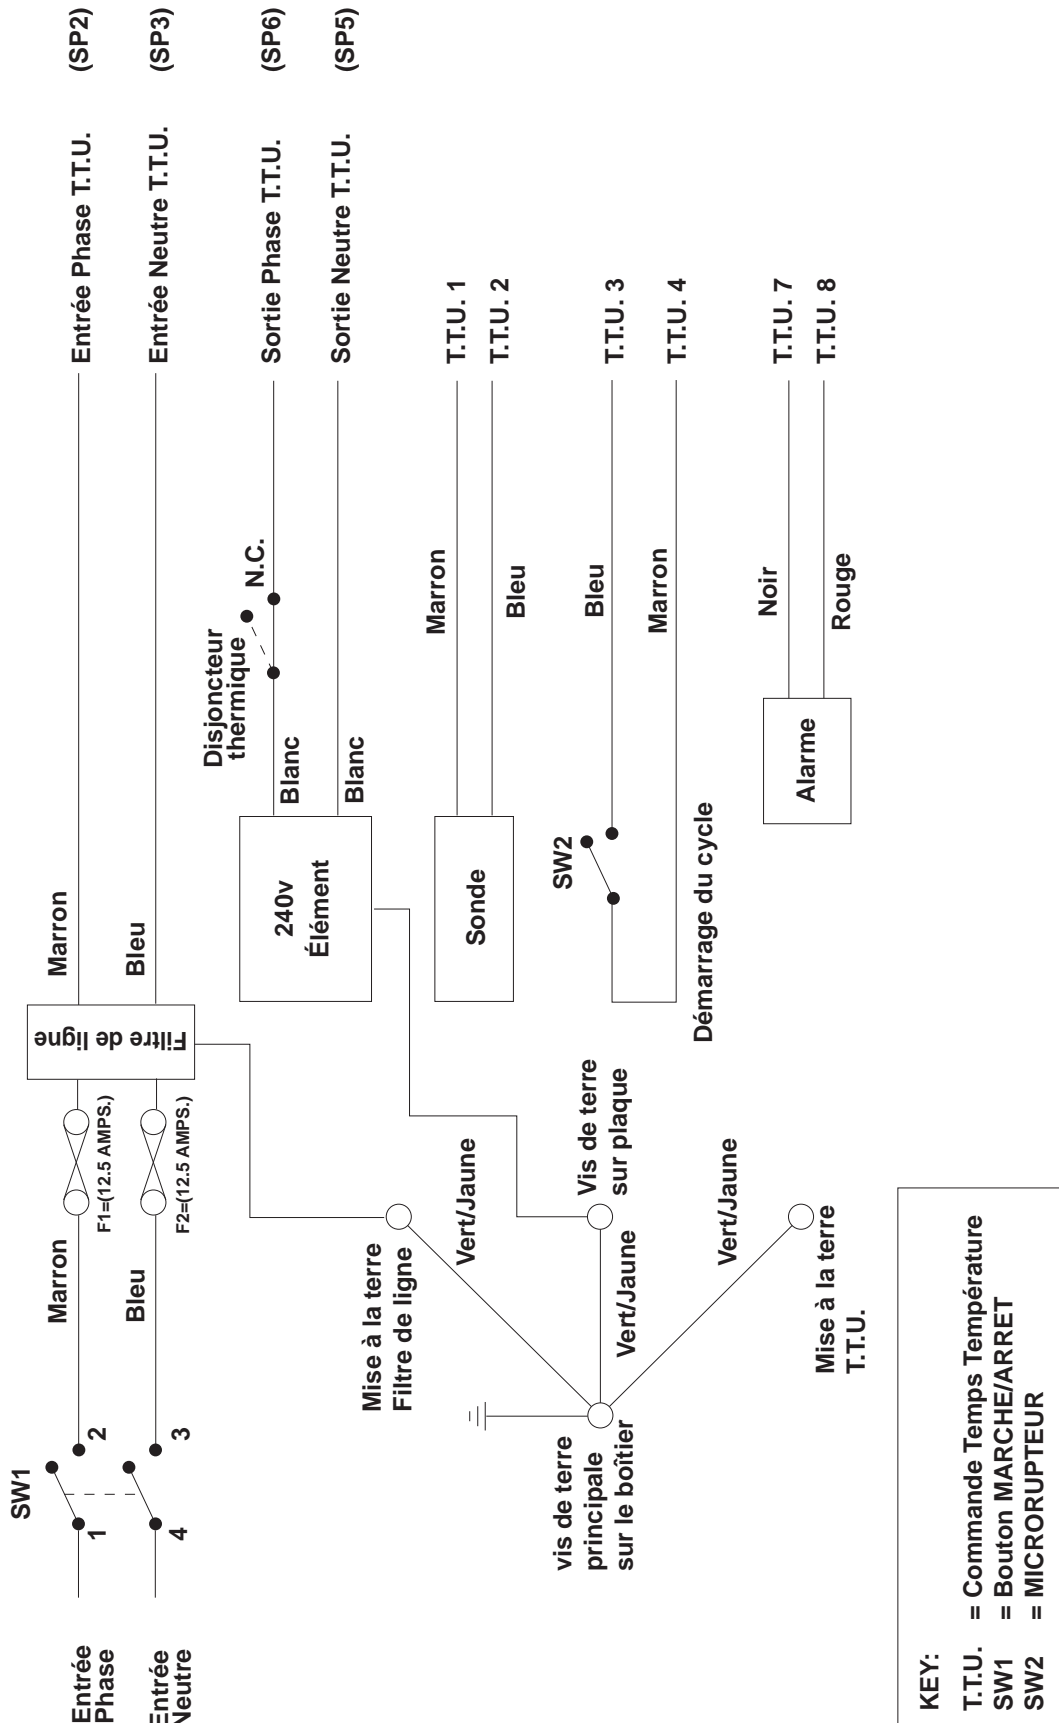 Entrée
Phase
Entrée
Neutre
SW1
1
2
4
3
Marron
Bleu
F1=(12.5 AMPS.)
F2=(12.5 AMPS.)
Filtre de ligne
Marron
Bleu
Entrée Phase T.T.U.
(SP2)
Entrée Neutre T.T.U.
(SP3)
240v
Élément
Blanc
Blanc
Disjoncteur
thermique
N.C.
Sortie Phase T.T.U.
(SP6)
Sortie Neutre T.T.U.
(SP5)
Mise à la terre
Filtre de ligne
Vert/Jaune
Sonde
Marron
Bleu
T.T.U. 1
T.T.U. 2
vis de terre
principale
sur le boîtier
Vert/Jaune
Vis de terre
sur plaque
SW2
Bleu
Marron
T.T.U. 3
T.T.U. 4
Démarrage du cycle
Vert/Jaune
Mise à la terre
T.T.U.
Alarme
Noir
Rouge
T.T.U. 7
T.T.U. 8
KEY:
T.T.U. = Commande Temps Température
SW1 = Bouton MARCHE/ARRET
SW2 = MICRORUPTEUR